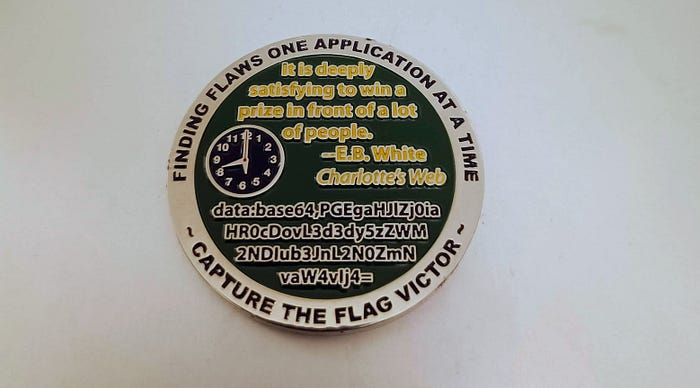 FINDING FLAWS ONE APPLICATION AT A TIME
it is deeply
satisfying to win a
prize in front of a lot
of people.
--E.B. White
Charlotte's Web
12 1 2 3 4 5 6 7 8 9 10 11
data:base64,PGEgaHJlZj0ia
HR0cDovL3d3dy5zZWM
2NDIub3JnL2N0ZmN
vaW4vIj4=
~ CAPTURE THE FLAG VICTOR ~